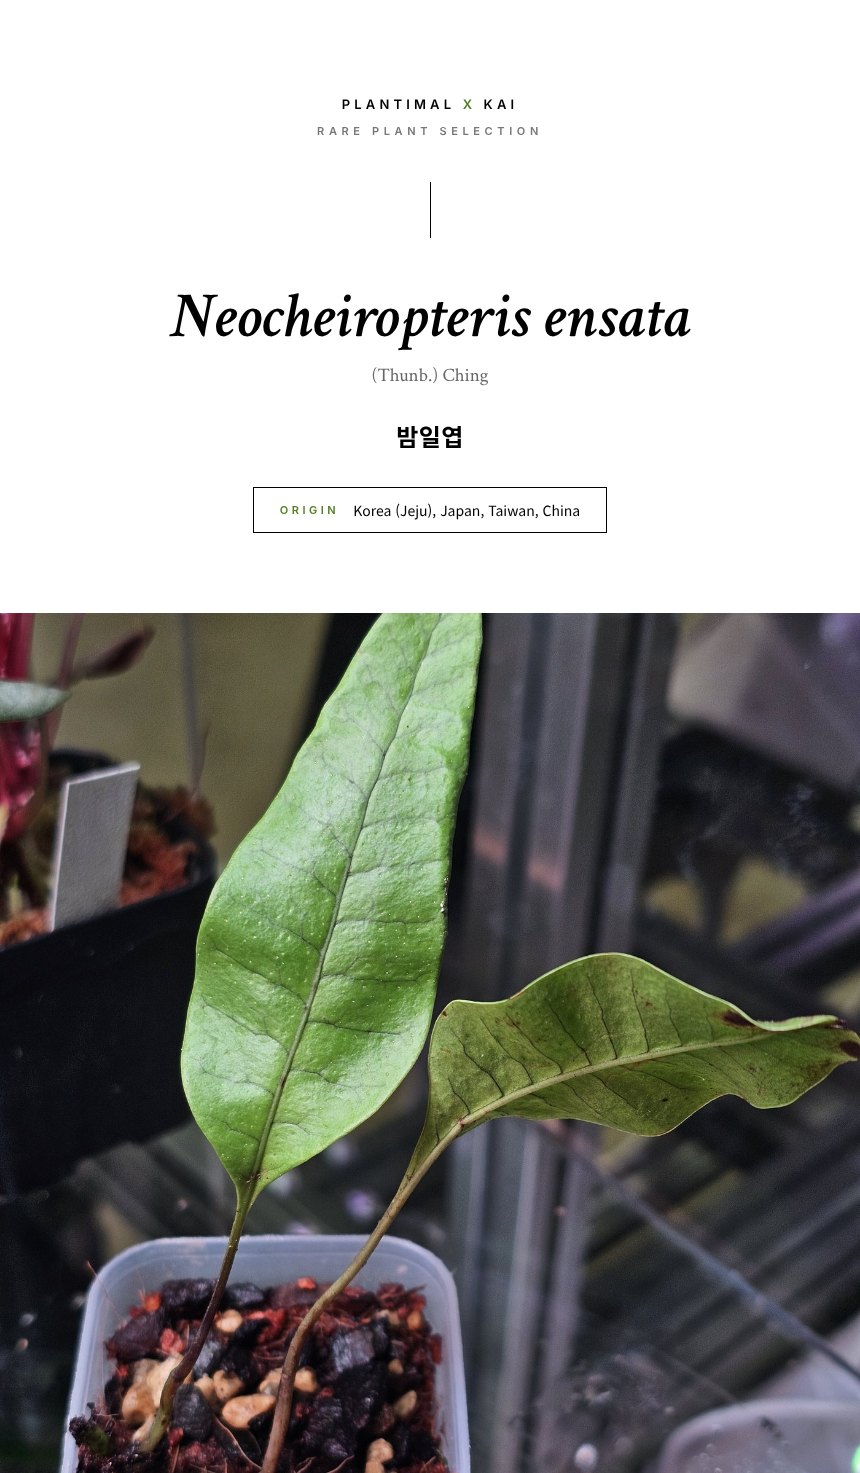 PLANTIMAL X KAI
RARE PLANT SELECTION
Neocheiropteris ensata
(Thunb.) Ching
밤일엽
ORIGIN Korea (Jeju), Japan, Taiwan, China